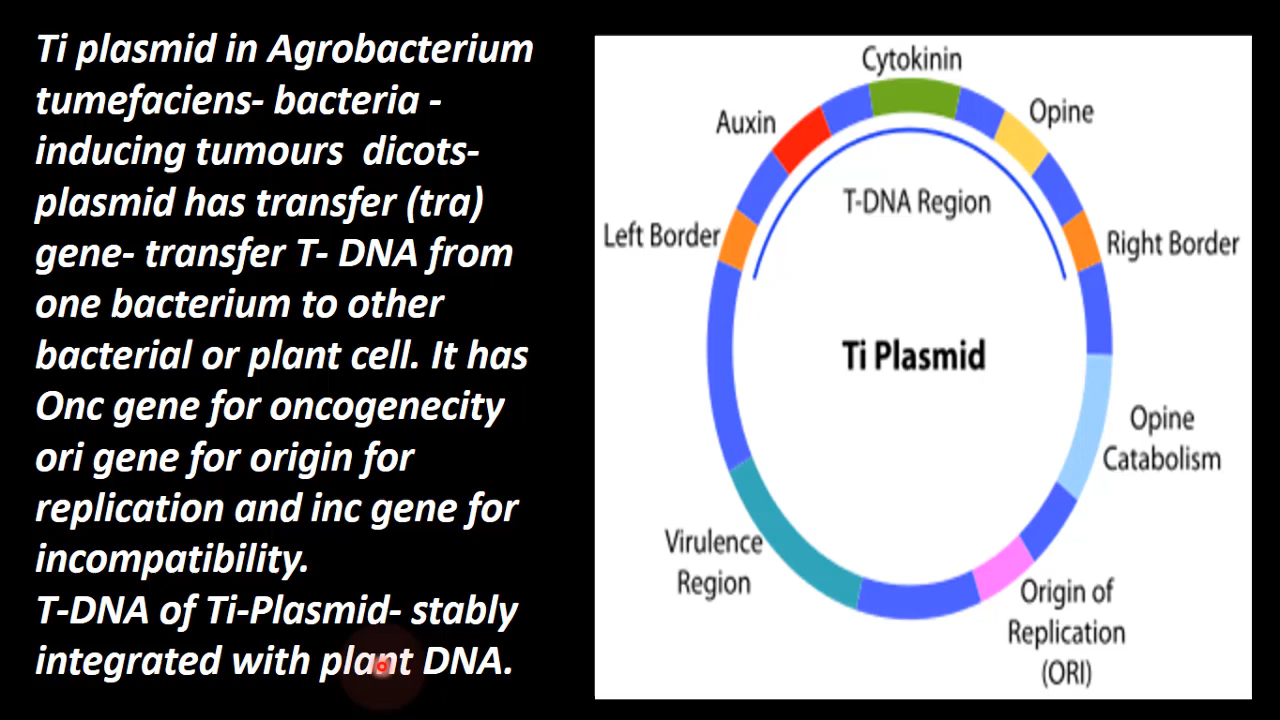 Ti plasmid in Agrobacterium
tumefaciens- bacteria -
inducing tumours dicots-
plasmid has transfer (tra)
gene- transfer T- DNA from
one bacterium to other
bacterial or plant cell. It has
Onc gene for oncogenecity
ori gene for origin for
replication and inc gene for
incompatibility.
T-DNA of Ti-Plasmid- stably
integrated with plant DNA.
Cytokinin
Auxin
Opine
T-DNA Region
Left Border
Right Border
Ti Plasmid
Opine
Catabolism
Virulence
Region
Origin of
Replication
(ORI)